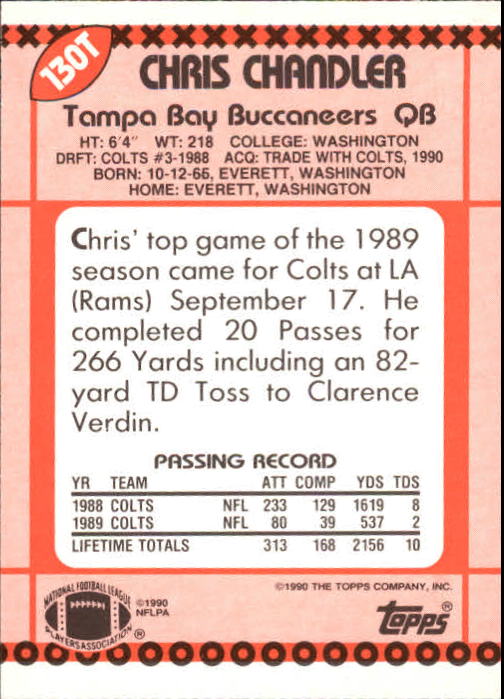 130T
CHRIS CHANDLER
Tampa Bay Buccaneers QB
HT: 6'4" WT: 218 COLLEGE: WASHINGTON
DRFT: COLTS #3-1988 ACQ: TRADE WITH COLTS, 1990
BORN: 10-12-66, EVERETT, WASHINGTON
HOME: EVERETT, WASHINGTON
Chris' top game of the 1989
season came for Colts at LA
(Rams) September 17. He
completed 20 Passes for
266 Yards including an 82-
yard TD Toss to Clarence
Verdin.
PASSING RECORD
YR TEAM ATT COMP YDS TDS
1988 COLTS NFL 233 129 1619 8
1989 COLTS NFL 80 39 537 2
LIFETIME TOTALS 313 168 2156 10
NATIONAL FOOTBALL LEAGUE
PLAYERS ASSOCIATION ®
©1990
NFLPA
©1990 THE TOPPS COMPANY, INC.
topps®